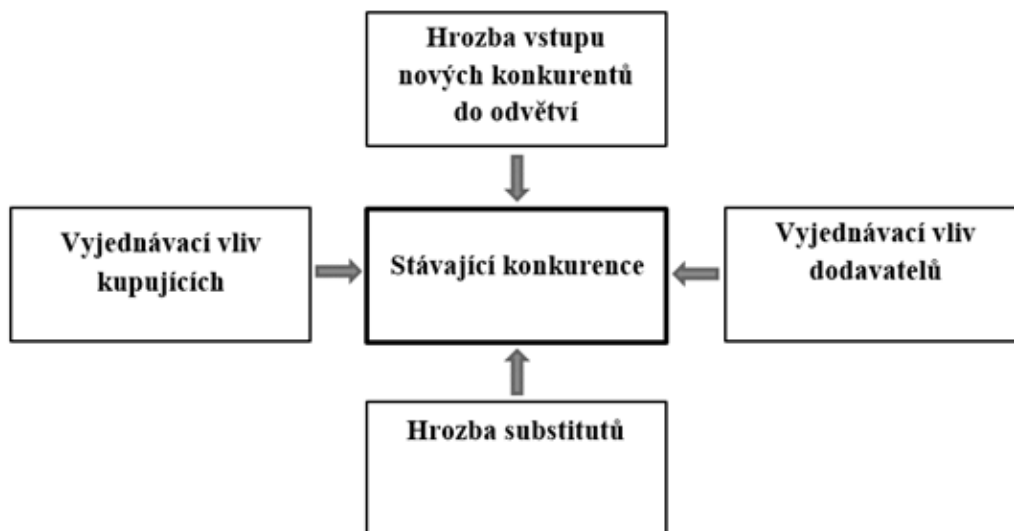 Hrozba vstupu
nových konkurentů
do odvětví
Vyjednávací vliv
kupujících
Stávající konkurence
Vyjednávací vliv
dodavatelů
Hrozba substitutů